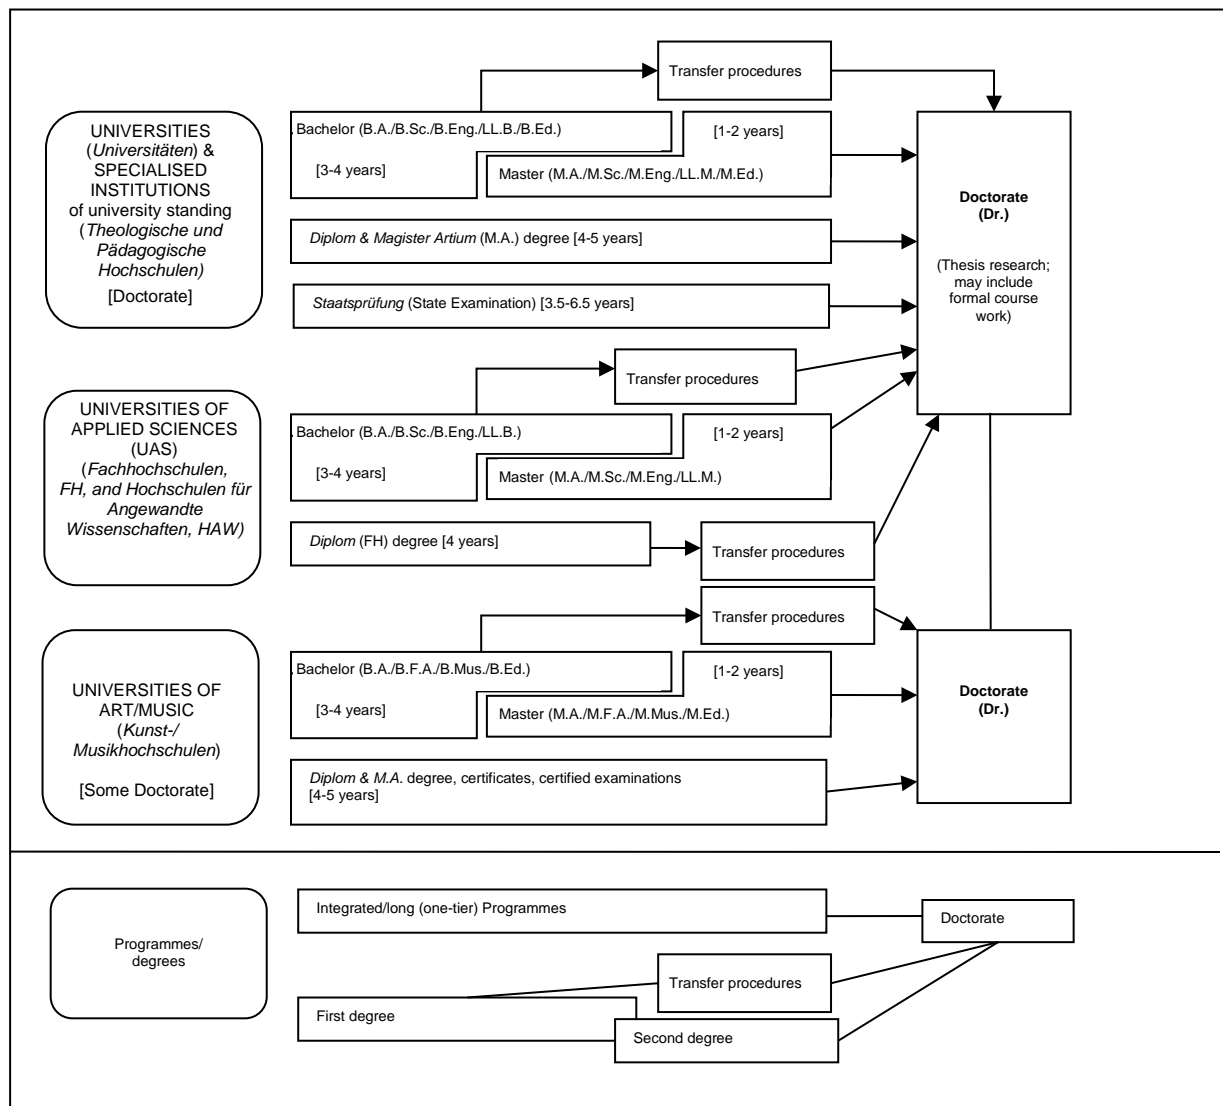 Transfer procedures
UNIVERSITIES
(Universitäten) &
SPECIALISED
INSTITUTIONS
of university standing
(Theologische und
Pädagogische
Hochschulen)
[Doctorate]
. Bachelor (B.A./B.Sc./B.Eng./LL.B./B.Ed.)
[3-4 years]
[1-2 years]
Master (M.A./M.Sc./M.Eng./LL.M./M.Ed.)
Diplom & Magister Artium (M.A.) degree [4-5 years]
Staatsprüfung (State Examination) [3.5-6.5 years]
Doctorate
(Dr.)
(Thesis research;
may include
formal course
work)
Transfer procedures
UNIVERSITIES OF
APPLIED SCIENCES
(UAS)
(Fachhochschulen,
FH, and Hochschulen für
Angewandte
Wissenschaften, HAW)
. Bachelor (B.A./B.Sc./B.Eng./LL.B.)
[3-4 years]
[1-2 years]
Master (M.A./M.Sc./M.Eng./LL.M.)
Diplom (FH) degree [4 years]
Transfer procedures
Transfer procedures
UNIVERSITIES OF
ART/MUSIC
(Kunst-/
Musikhochschulen)
[Some Doctorate]
. Bachelor (B.A./B.F.A./B.Mus./B.Ed.)
[3-4 years]
[1-2 years]
Master (M.A./M.F.A./M.Mus./M.Ed.)
Diplom & M.A. degree, certificates, certified examinations
[4-5 years]
Doctorate
(Dr.)
Programmes/
degrees
Integrated/long (one-tier) Programmes
Doctorate
Transfer procedures
First degree
Second degree